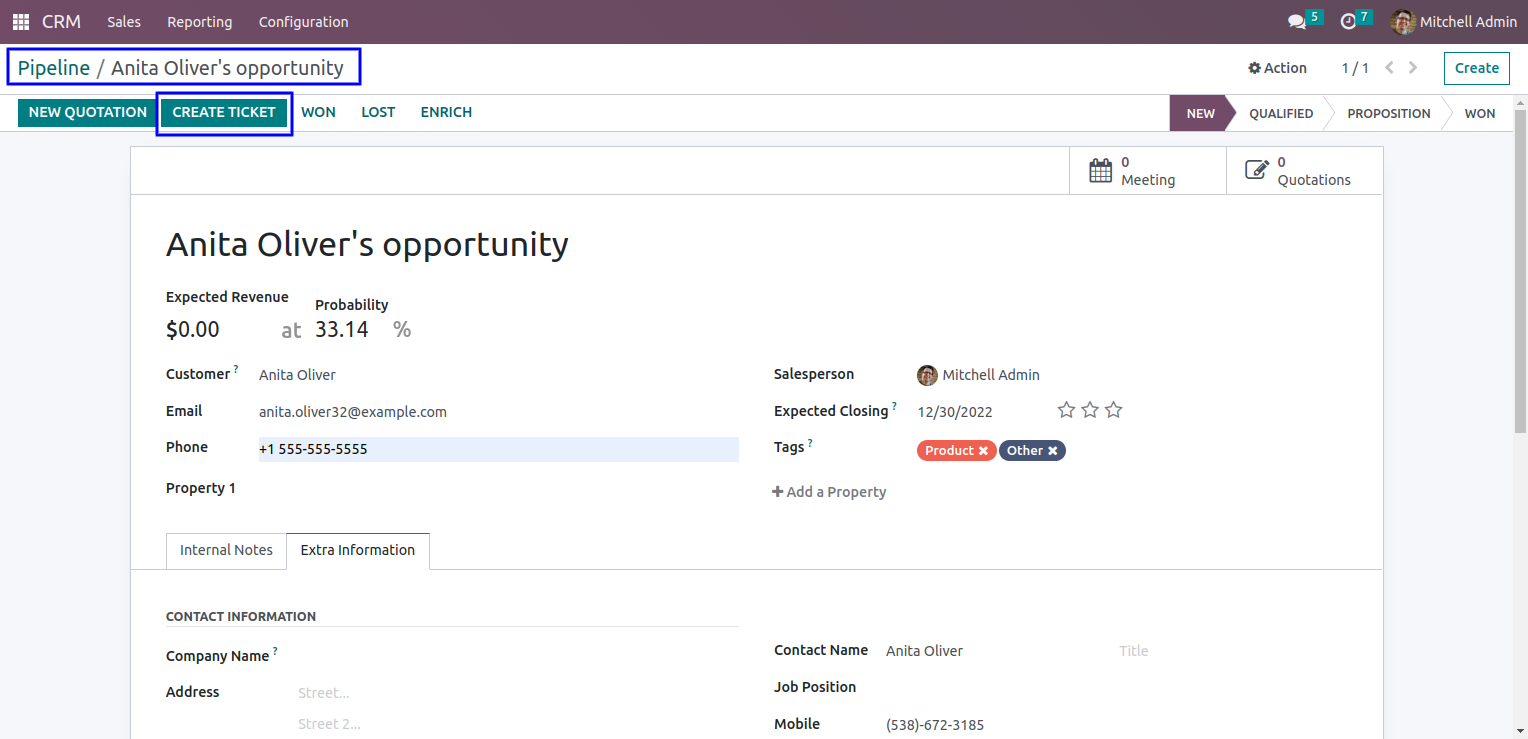 CRM Sales Reporting Configuration 5 7 Mitchell Admin
Pipeline / Anita Oliver's opportunity Action 1 / 1 Create
NEW QUOTATION CREATE TICKET WON LOST ENRICH NEW QUALIFIED PROPOSITION WON
0 Meeting 0 Quotations
Anita Oliver's opportunity
Expected Revenue Probability
$0.00 at 33.14 %
Customer ? Anita Oliver Salesperson Mitchell Admin
Email anita.oliver32@example.com Expected Closing ? 12/30/2022
Phone +1 555-555-5555 Tags ? Product Other
Property 1 Add a Property
Internal Notes Extra Information
CONTACT INFORMATION
Company Name ? Contact Name Anita Oliver Title
Address Street... Job Position
Street 2... Mobile (538)-672-3185